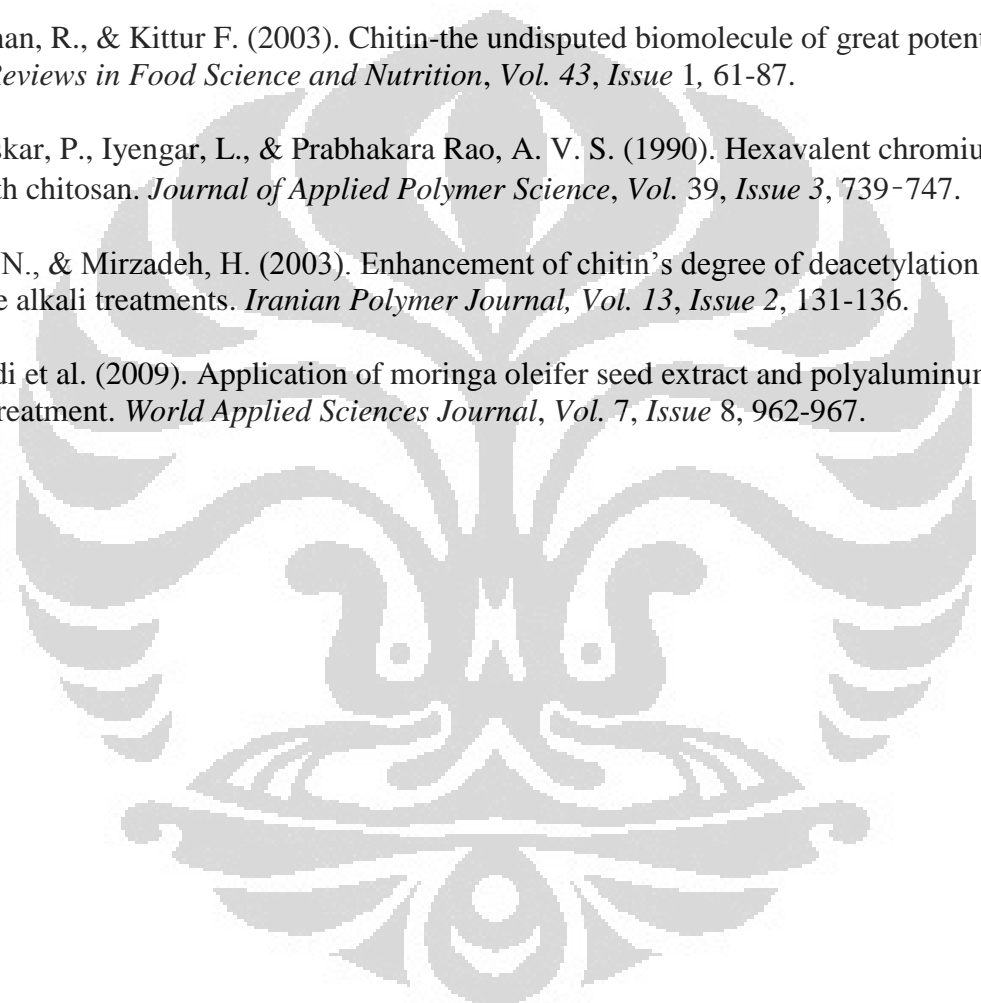 nan, R., & Kittur F. (2003). Chitin-the undisputed biomolecule of great potent
Reviews in Food Science and Nutrition, Vol. 43, Issue 1, 61-87.
skar, P., Iyengar, L., & Prabhakara Rao, A. V. S. (1990). Hexavalent chromiu
th chitosan. Journal of Applied Polymer Science, Vol. 39, Issue 3, 739-747.
N., & Mirzadeh, H. (2003). Enhancement of chitin’s degree of deacetylation
e alkali treatments. Iranian Polymer Journal, Vol. 13, Issue 2, 131-136.
di et al. (2009). Application of moringa oleifer seed extract and polyaluminum
reatment. World Applied Sciences Journal, Vol. 7, Issue 8, 962-967.